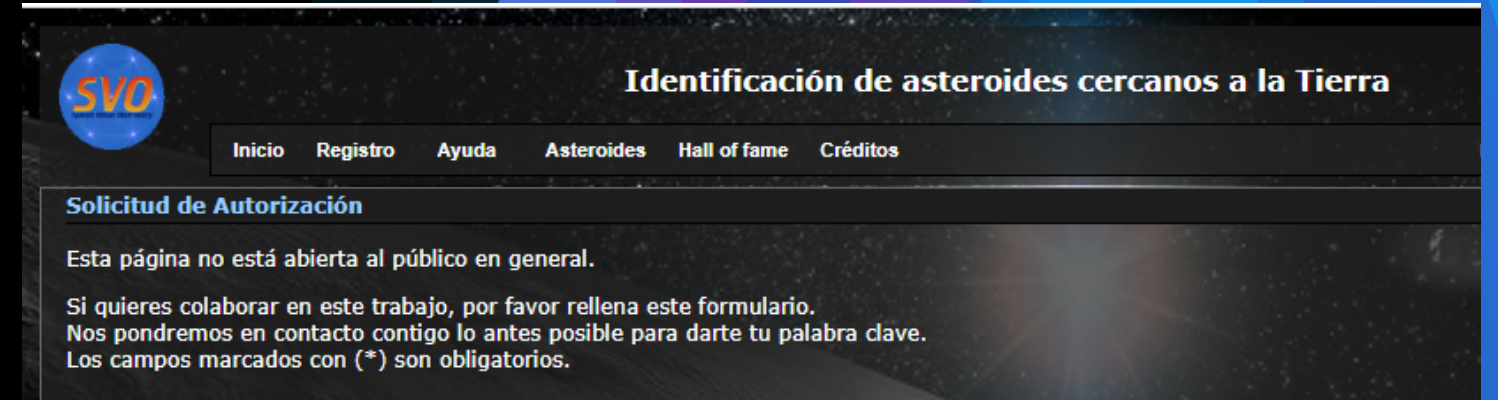 SVO
Spanish Virtual Observatory
Identificación de asteroides cercanos a la Tierra
Inicio Registro Ayuda Asteroides Hall of fame Créditos
Solicitud de Autorización
Esta página no está abierta al público en general.
Si quieres colaborar en este trabajo, por favor rellena este formulario.
Nos pondremos en contacto contigo lo antes posible para darte tu palabra clave.
Los campos marcados con (*) son obligatorios.